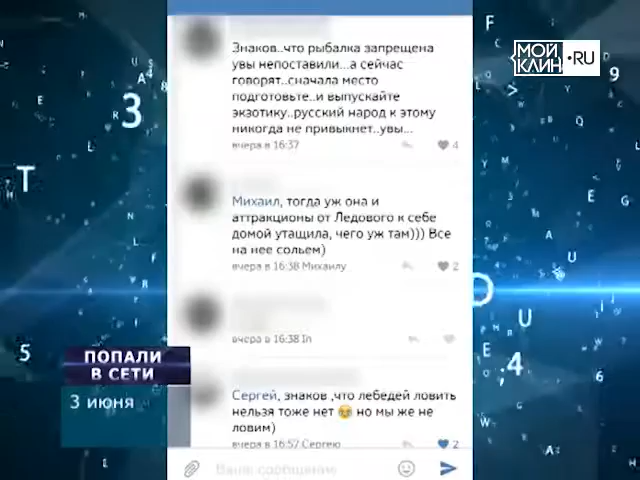 Знаков..что рыбалка запрещена
увы непоставили...а сейчас
говорят..сначала место
подготовьте..и выпускайте
экзотику..русский народ к этому
никогда не привыкнет..увы...
вчера в 16:37
4
Михаил, тогда уж она и
аттракционы от Ледового к себе
домой утащила, чего уж там))) Все
на нее сольем)
вчера в 16:38 Михаилу
2
вчера в 16:38 In
Сергей, знаков ,что лебедей ловить
нельзя тоже нет 😂 но мы же не
ловим)
вчера в 16:57 Сергею
2
Ваше сообщение
МОЙ
КЛИН .RU
ПОПАЛИ
В СЕТИ
3 июня